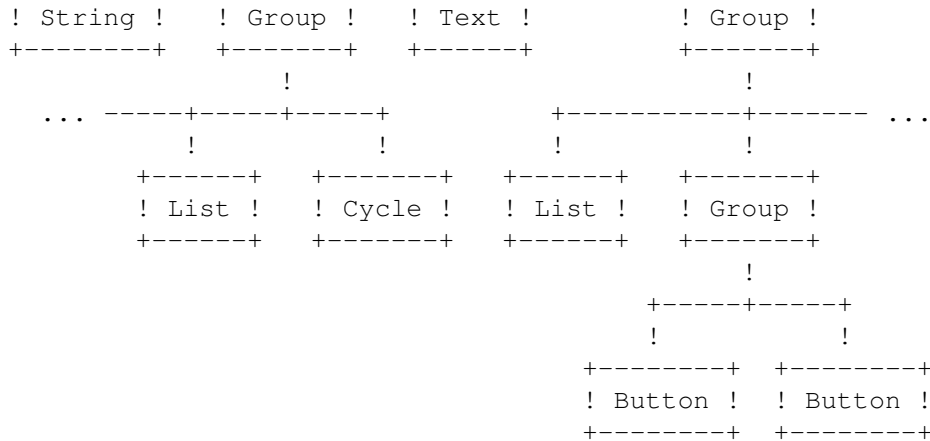 ! String ! ! Group ! ! Text ! ! Group !
+--------+ +-------+ +------+ +-------+
! !
... -----+-----+-----+ +-----------+------- ...
! ! ! !
+------+ +-------+ +------+ +-------+
! List ! ! Cycle ! ! List ! ! Group !
+------+ +-------+ +------+ +-------+
!
+-----+-----+
! !
+--------+ +--------+
! Button ! ! Button !
+--------+ +--------+